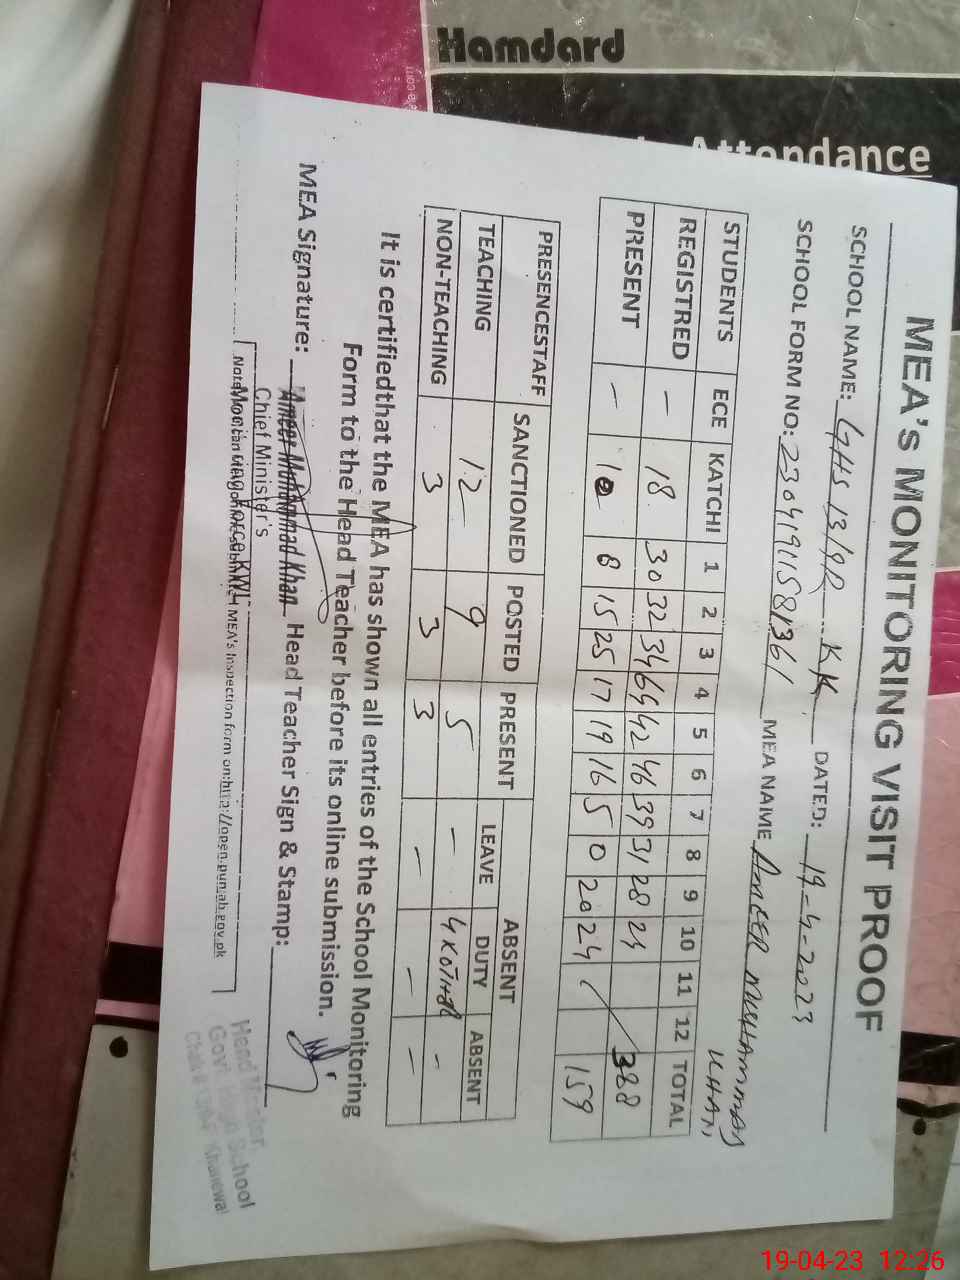 Hamdard
Attendance
MEA's MONITORING VISIT PROOF
SCHOOL NAME: GHS 13/9R KK DATED: 19-4-2023
SCHOOL FORM NO: 23041911581361 MEA NAME AMEER MUHAMMAD
KHAN
STUDENTS ECE KATCHI 1 2 3 4 5 6 7 8 9 10 11 12 TOTAL
REGISTRED - 18 30 32 34 65 42 46 39 31 28 23 388
PRESENT - 10 8 15 25 17 19 16 5 0 20 24 159
PRESENCESTAFF SANCTIONED POSTED PRESENT ABSENT
LEAVE DUTY ABSENT
TEACHING 12 9 5 - 4 -
NON-TEACHING 3 3 3 - - -
It is certifiedthat the MEA has shown all entries of the School Monitoring
Form to the Head Teacher before its online submission.
MEA Signature: Head Teacher Sign & Stamp:
Ameer Muhammad Khan
Chief Minister's
MEA's Inspection form on:http://open.punjab.gov.pk
Head Master
Govt. High School
Khanewal
19-04-23 12:26